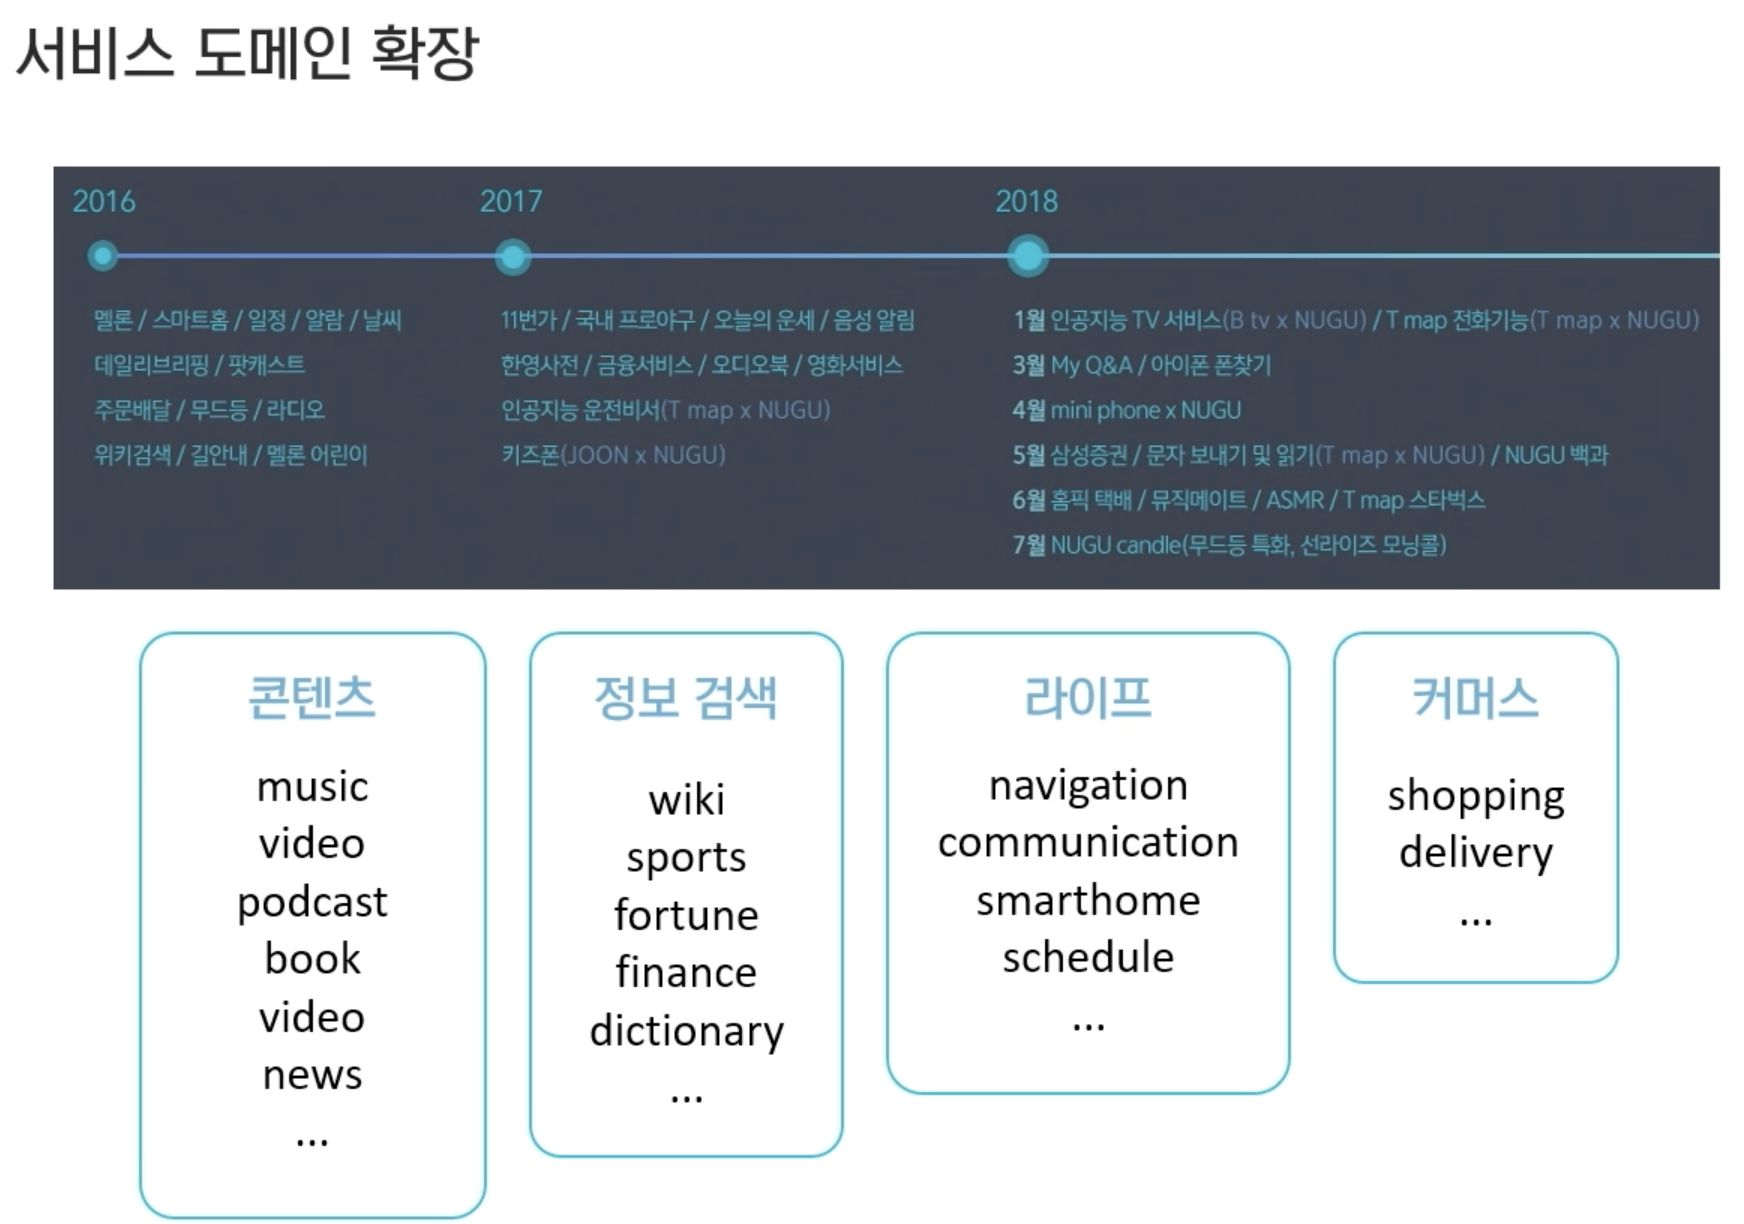 서비스 도메인 확장
2016
2017
2018
멜론 / 스마트홈 / 일정 / 알람 / 날씨
데일리브리핑 / 팟캐스트
주문배달 / 무드등 / 라디오
위키검색 / 길안내 / 멜론 어린이
11번가 / 국내 프로야구 / 오늘의 운세 / 음성 알림
한영사전 / 금융서비스 / 오디오북 / 영화서비스
인공지능 운전비서(T map x NUGU)
키즈폰(JOON x NUGU)
1월 인공지능 TV 서비스(B tv x NUGU) / T map 전화기능(T map x NUGU)
3월 My Q&A / 아이폰 폰찾기
4월 mini phone x NUGU
5월 삼성증권 / 문자 보내기 및 읽기(T map x NUGU) / NUGU 백과
6월 홈픽 택배 / 뮤직메이트 / ASMR / T map 스타벅스
7월 NUGU candle(무드등 특화, 선라이즈 모닝콜)
콘텐츠
music
video
podcast
book
video
news
...
정보 검색
wiki
sports
fortune
finance
dictionary
...
라이프
navigation
communication
smarthome
schedule
...
커머스
shopping
delivery
...